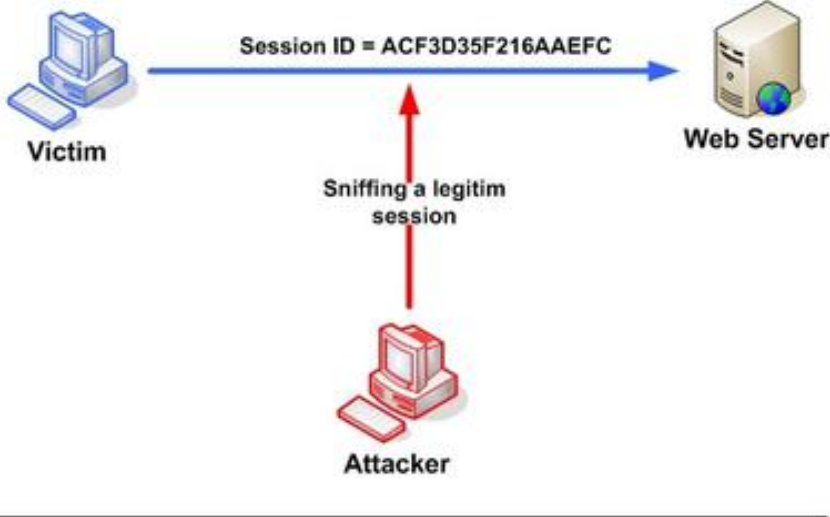 Session ID = ACF3D35F216AAEFC
Victim
Web Server
Sniffing a legitim
session
Attacker